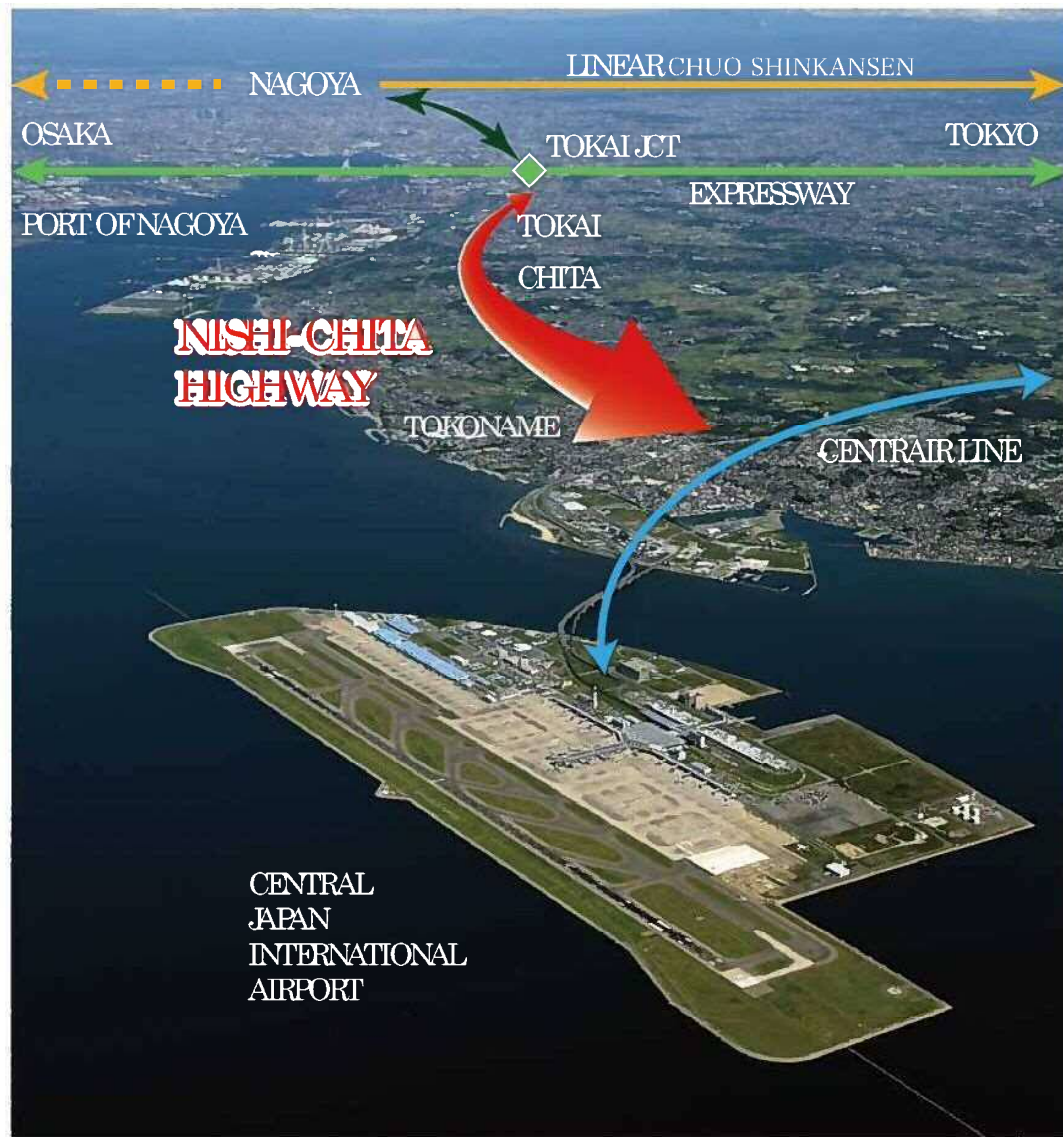 LINEAR CHUO SHINKANSEN
NAGOYA
OSAKA
TOKAI JCT
TOKYO
EXPRESSWAY
PORT OF NAGOYA
TOKAI
CHITA
NISHI-CHITA
HIGHWAY
TOKONAME
CENTRAIR LINE
CENTRAL
JAPAN
INTERNATIONAL
AIRPORT